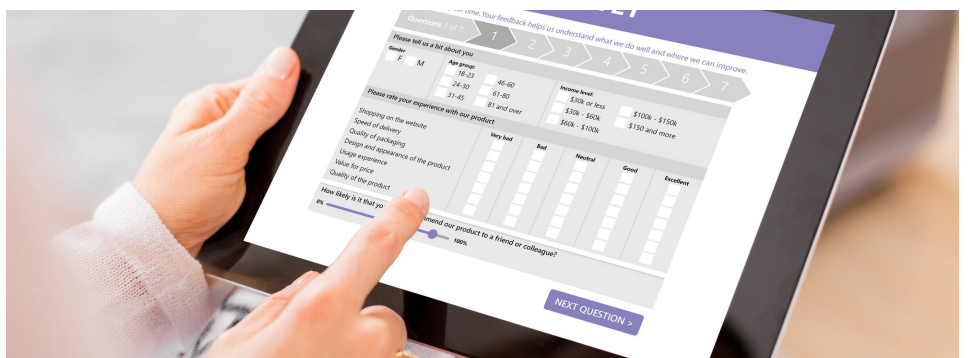 time. Your feedback helps us understand what we do well and where we can improve.
Questions 1 of 7
1
2
3
4
5
6
7
Please tell us a bit about you
Gender
F M
Age group:
18-23
24-30
31-45
46-60
61-80
81 and over
Income level:
$30k or less
$30k - $60k
$60k - $100k
$100k - $150k
$150 and more
Please rate your experience with our product
Very bad
Bad
Neutral
Good
Excellent
Shopping on the website
Speed of delivery
Quality of packaging
Design and appearance of the product
Usage experience
Value for price
Quality of the product
How likely is it that you mend our product to a friend or colleague?
0%
100%
NEXT QUESTION >